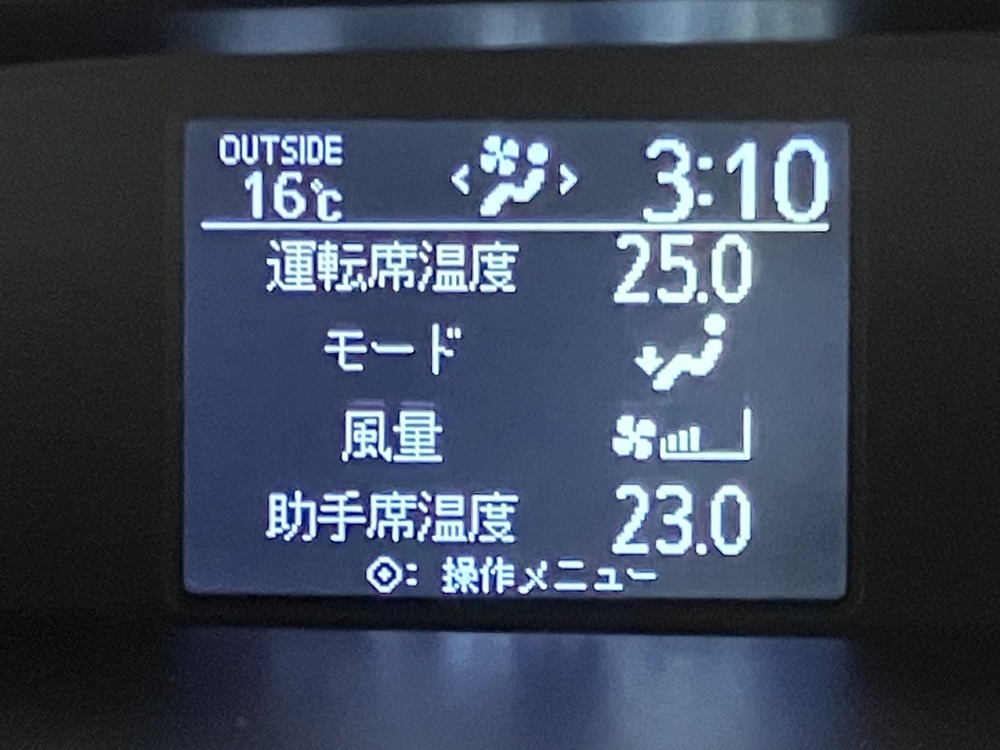 OUTSIDE
16℃
3:10
運転席温度 25.0
モード
風量
助手席温度 23.0
: 操作メニュー